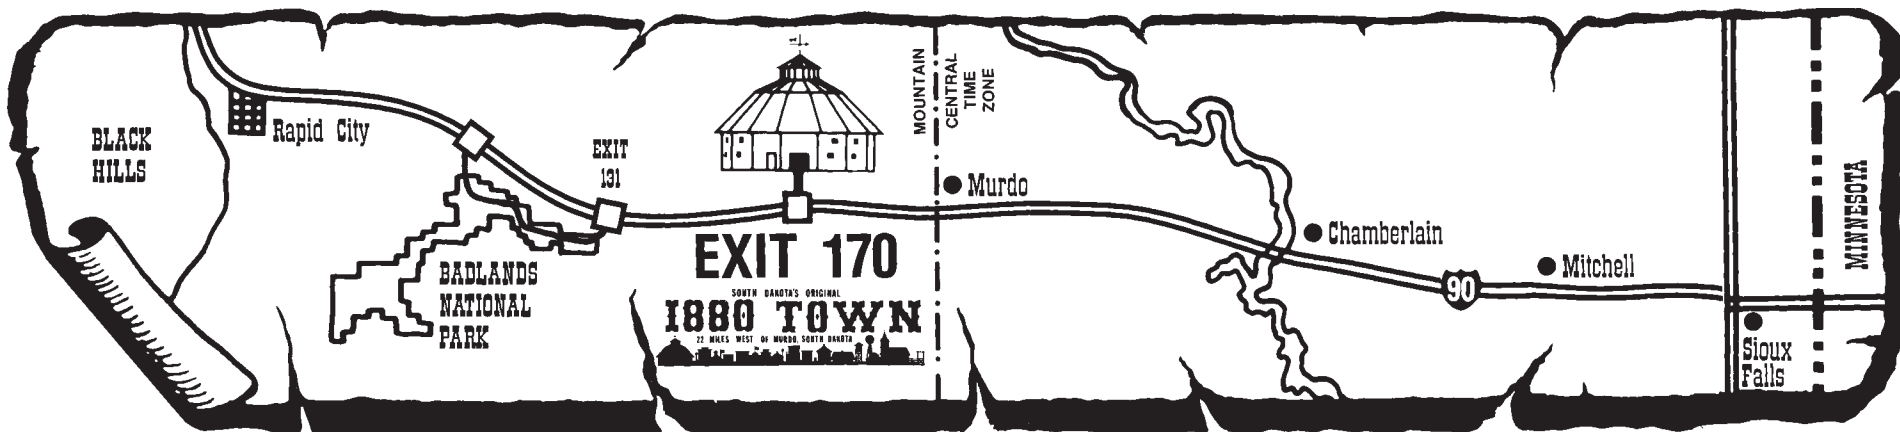 BLACK
HILLS
Rapid City
EXIT
131
BADLANDS
NATIONAL
PARK
EXIT 170
SOUTH DAKOTA'S ORIGINAL
1880 TOWN
22 MILES WEST OF MURDO, SOUTH DAKOTA
MOUNTAIN
CENTRAL
TIME
ZONE
Murdo
Chamberlain
90
Mitchell
Sioux
Falls
MINNESOTA